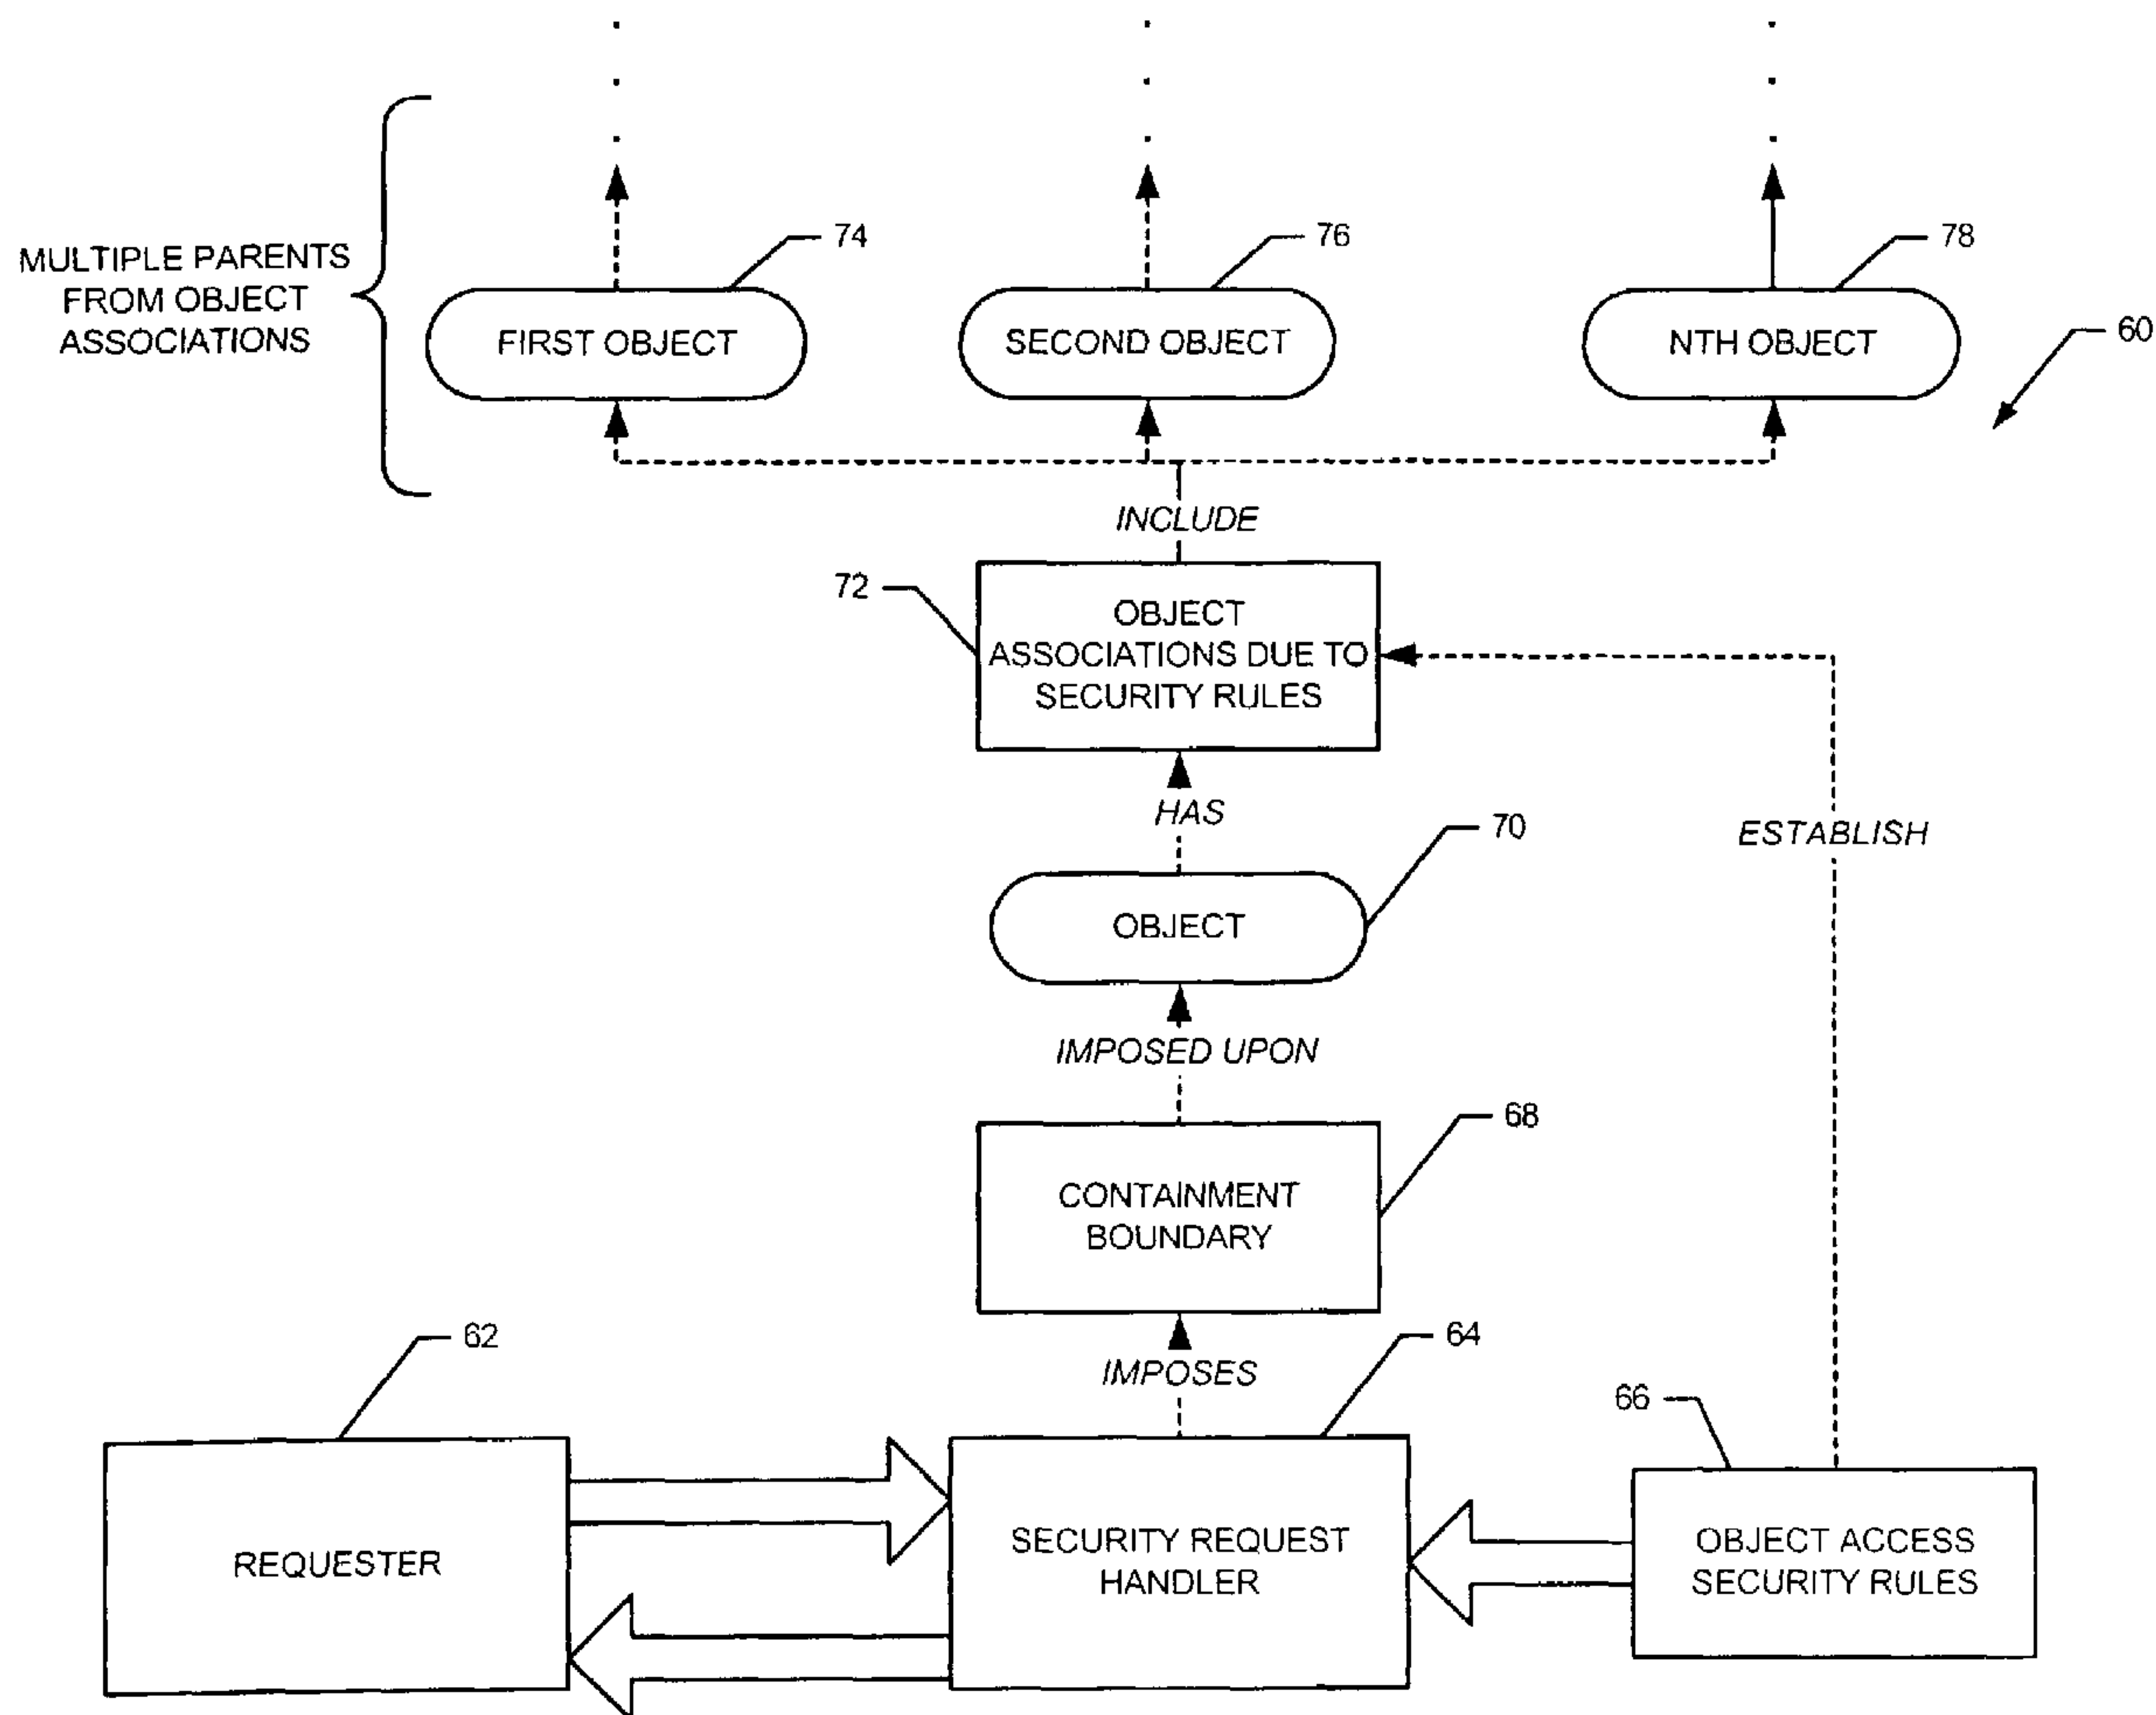 74
76
78
MULTIPLE PARENTS
FROM OBJECT
ASSOCIATIONS
FIRST OBJECT
SECOND OBJECT
NTH OBJECT
60
INCLUDE
72
OBJECT
ASSOCIATIONS DUE TO
SECURITY RULES
HAS
70
ESTABLISH
OBJECT
IMPOSED UPON
68
CONTAINMENT
BOUNDARY
62
64
IMPOSES
66
REQUESTER
SECURITY REQUEST
HANDLER
OBJECT ACCESS
SECURITY RULES